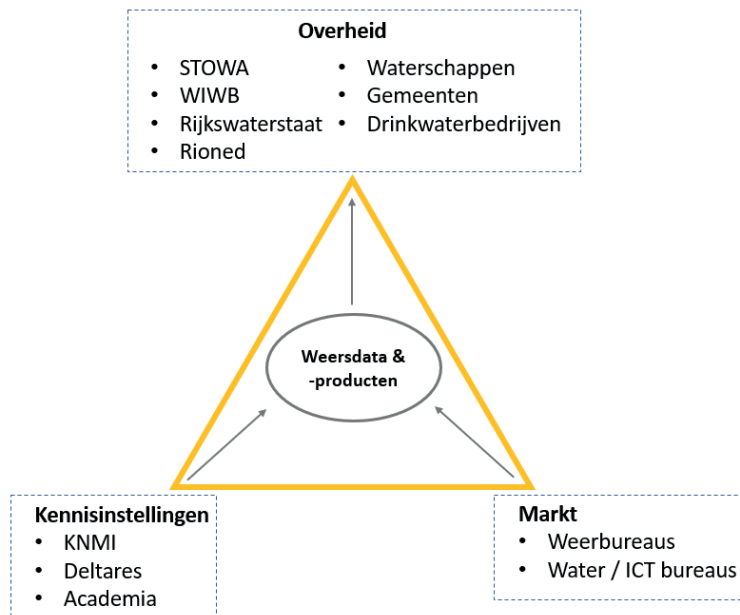 Overheid
• STOWA
• WIWB
• Rijkswaterstaat
• Rioned
• Waterschappen
• Gemeenten
• Drinkwaterbedrijven
Weersdata &
-producten
Kennisinstellingen
• KNMI
• Deltares
• Academia
Markt
• Weerbureaus
• Water / ICT bureaus